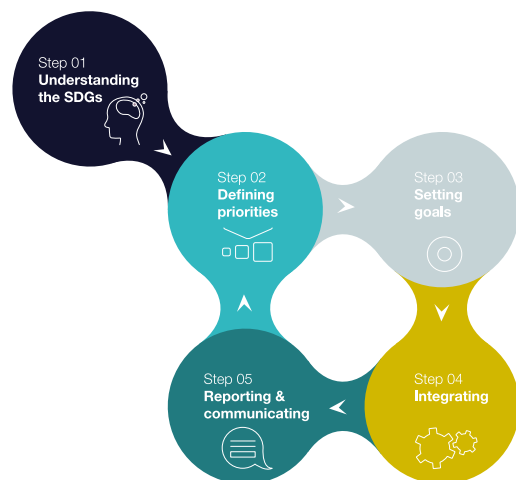 Step 01
Understanding
the SDGs
Step 02
Defining
priorities
Step 03
Setting
goals
Step 05
Reporting &
communicating
Step 04
Integrating